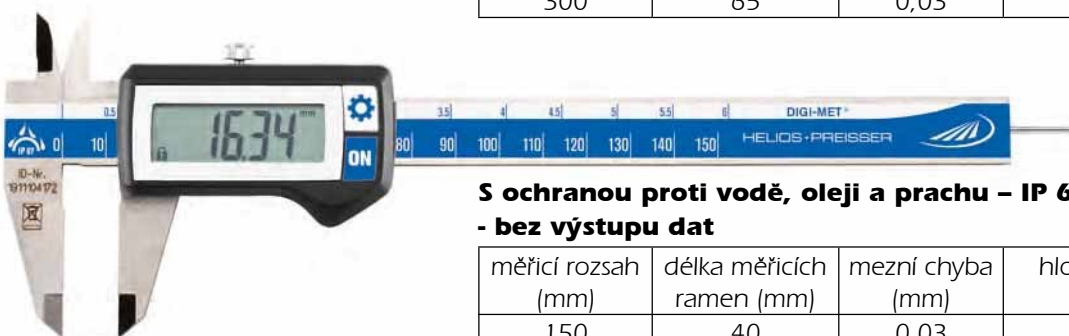 300 65 0,03
0.5 3.5 4 4.5 5 5.5 6 DIGI-MET®
16.34 mm
IP 67 0 10 80 90 100 110 120 130 140 150 HELIOS-PREISSER
ON
ID-Nr.
1911104172
S ochranou proti vodě, oleji a prachu – IP 6
- bez výstupu dat
měřicí rozsah délka měřicích mezní chyba
(mm) ramen (mm) (mm)
150 40 0,03